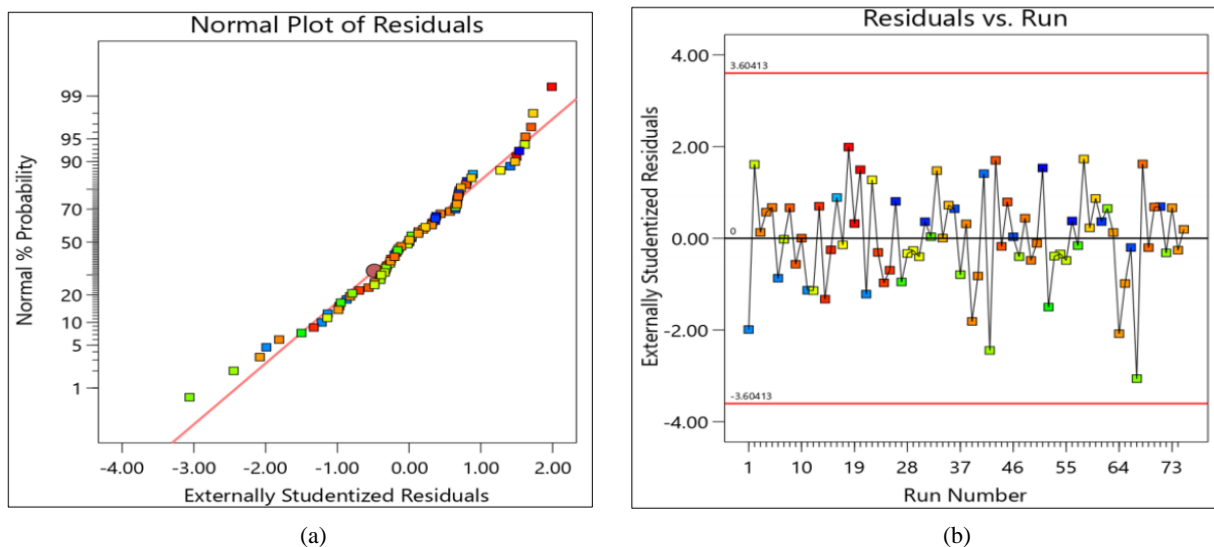 Normal Plot of Residuals
Normal % Probability
99
95
90
70
50
20
10
5
1
-4.00 -3.00 -2.00 -1.00 0.00 1.00 2.00
Externally Studentized Residuals
(a)
Residuals vs. Run
Externally Studentized Residuals
4.00
3.60413
2.00
0.00
0
-2.00
-3.60413
-4.00
1 10 19 28 37 46 55 64 73
Run Number
(b)